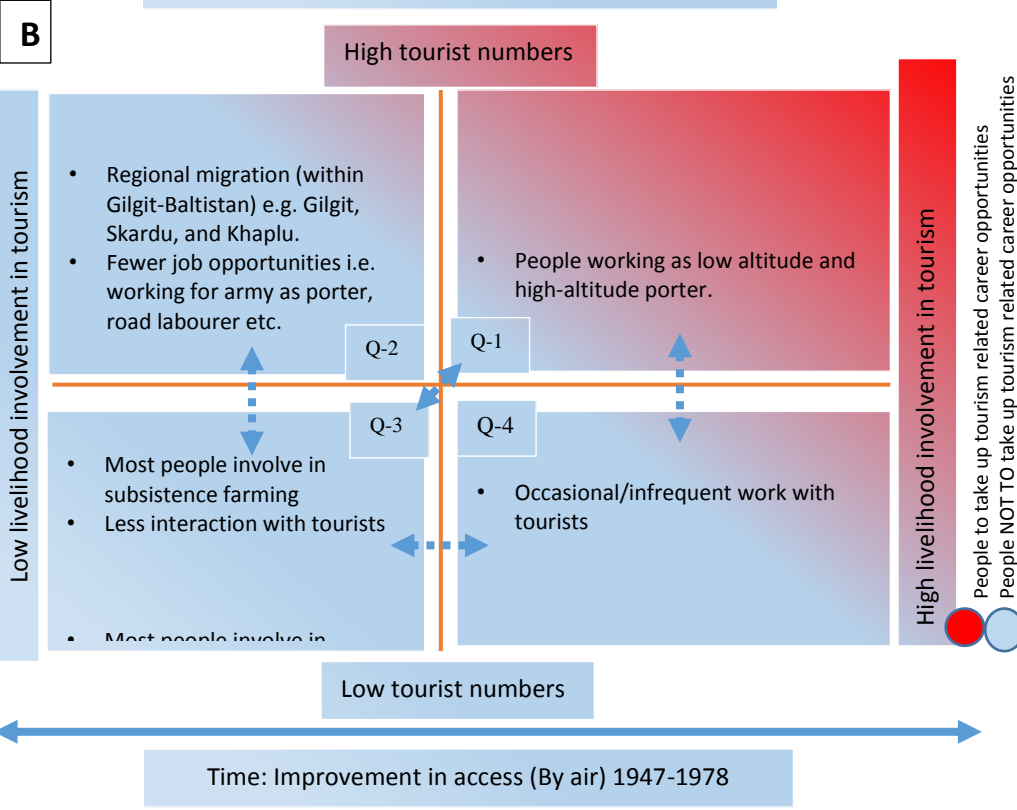 B
High tourist numbers
Low livelihood involvement in tourism
• Regional migration (within
Gilgit-Baltistan) e.g. Gilgit,
Skardu, and Khaplu.
• Fewer job opportunities i.e.
working for army as porter,
road labourer etc.
Q-2
• People working as low altitude and
high-altitude porter.
Q-1
Q-3
• Most people involve in
subsistence farming
• Less interaction with tourists
• Most people involve in
Q-4
• Occasional/infrequent work with
tourists
High livelihood involvement in tourism
People to take up tourism related career opportunities
People NOT TO take up tourism related career opportunities
Low tourist numbers
Time: Improvement in access (By air) 1947-1978